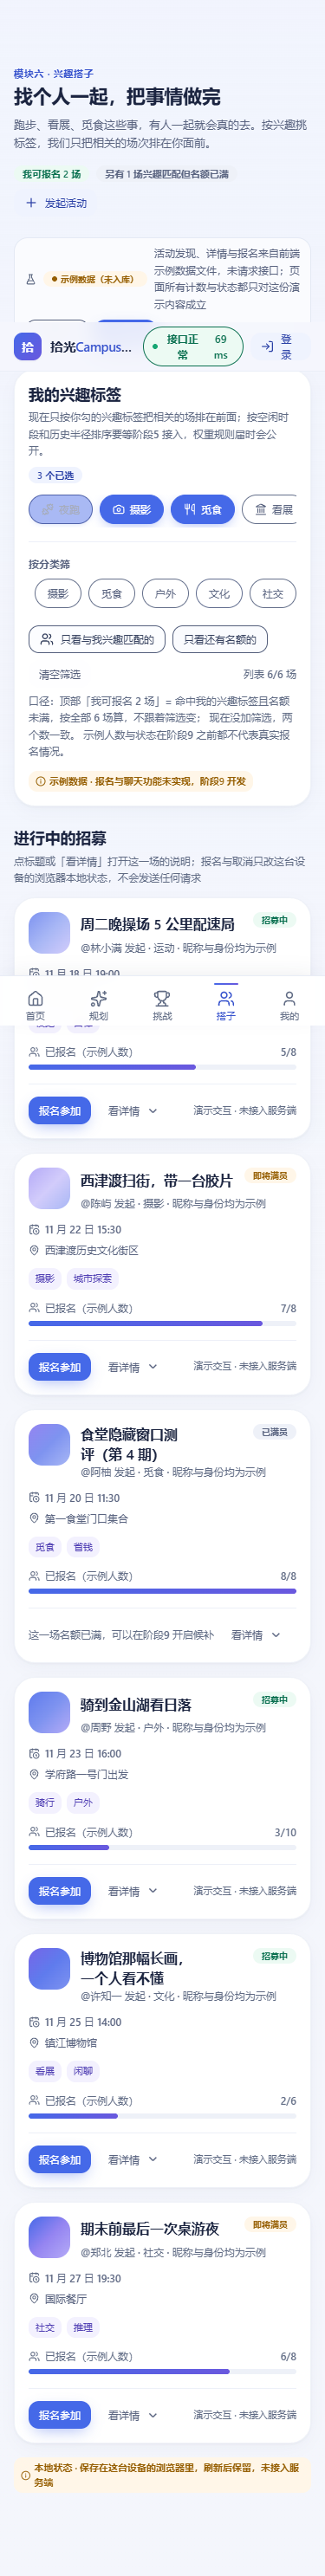 模块六 · 兴趣搭子
找个人一起，把事情做完
跑步、看展、觅食这些事，有人一起就会真的去。按兴趣挑
标签，我们只把相关的场次排在你面前。
我可报名 2 场
另有 1 场兴趣匹配但名额已满
发起活动
示例数据（未入库）
活动发现、详情与报名来自前端
示例数据文件，未请求接口；页
面所有计数与状态都只对这份演
示内容成立
拾
拾光Campus...
接口正常
69 ms
登录
我的兴趣标签
现在只按你勾的兴趣标签把相关的场排在前面；按空闲时
段和历史半径排序要等阶段5 接入，权重规则届时会公
开。
3 个已选
摄影
觅食
看展
按分类筛
摄影
觅食
户外
文化
社交
只看与我兴趣匹配的
只看还有名额的
清空筛选
列表 6/6 场
口径：顶部「我可报名 2 场」= 命中我的兴趣标签且名额
未满，按全部 6 场算，不跟着筛选变； 现在没加筛选，两
个数一致。 示例人数与状态在阶段9 之前都不代表真实报
名情况。
示例数据 · 报名与聊天功能未实现，阶段9 开发
进行中的招募
点标题或「看详情」打开这一场的说明；报名与取消只改这台设
备的浏览器本地状态，不会发送任何请求
周二晚操场 5 公里配速局
招募中
@林小满 发起 · 运动 · 昵称与身份均为示例
11 月 18 日 19:00
首页
规划
挑战
搭子
我的
已报名（示例人数）
5/8
报名参加
看详情
演示交互 · 未接入服务端
西津渡扫街，带一台胶片
即将满员
@陈屿 发起 · 摄影 · 昵称与身份均为示例
11 月 22 日 15:30
西津渡历史文化街区
摄影
城市探索
已报名（示例人数）
7/8
报名参加
看详情
演示交互 · 未接入服务端
食堂隐藏窗口测
评（第 4 期）
已满员
@阿柚 发起 · 觅食 · 昵称与身份均为示例
11 月 20 日 11:30
第一食堂门口集合
觅食
省钱
已报名（示例人数）
8/8
这一场名额已满，可以在阶段9 开启候补
看详情
骑到金山湖看日落
招募中
@周野 发起 · 户外 · 昵称与身份均为示例
11 月 23 日 16:00
学府路一号门出发
骑行
户外
已报名（示例人数）
3/10
报名参加
看详情
演示交互 · 未接入服务端
博物馆那幅长画，
一个人看不懂
招募中
@许知一 发起 · 文化 · 昵称与身份均为示例
11 月 25 日 14:00
镇江博物馆
看展
闲聊
已报名（示例人数）
2/6
报名参加
看详情
演示交互 · 未接入服务端
期末前最后一次桌游夜
即将满员
@郑北 发起 · 社交 · 昵称与身份均为示例
11 月 27 日 19:30
国际餐厅
社交
推理
已报名（示例人数）
6/8
报名参加
看详情
演示交互 · 未接入服务端
本地状态 · 保存在这台设备的浏览器里，刷新后保留，未接入服
务端